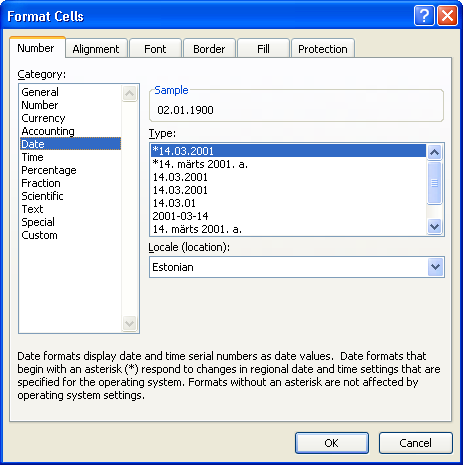 Format Cells
Number Alignment Font Border Fill Protection
Category:
General
Number
Currency
Accounting
Date
Time
Percentage
Fraction
Scientific
Text
Special
Custom
Sample
02.01.1900
Type:
*14.03.2001
*14. märts 2001. a.
14.03.2001
14.03.2001
14.03.01
2001-03-14
14. märts 2001. a.
Locale (location):
Estonian
Date formats display date and time serial numbers as date values.  Date formats that
begin with an asterisk (*) respond to changes in regional date and time settings that are
specified for the operating system. Formats without an asterisk are not affected by
operating system settings.
OK Cancel